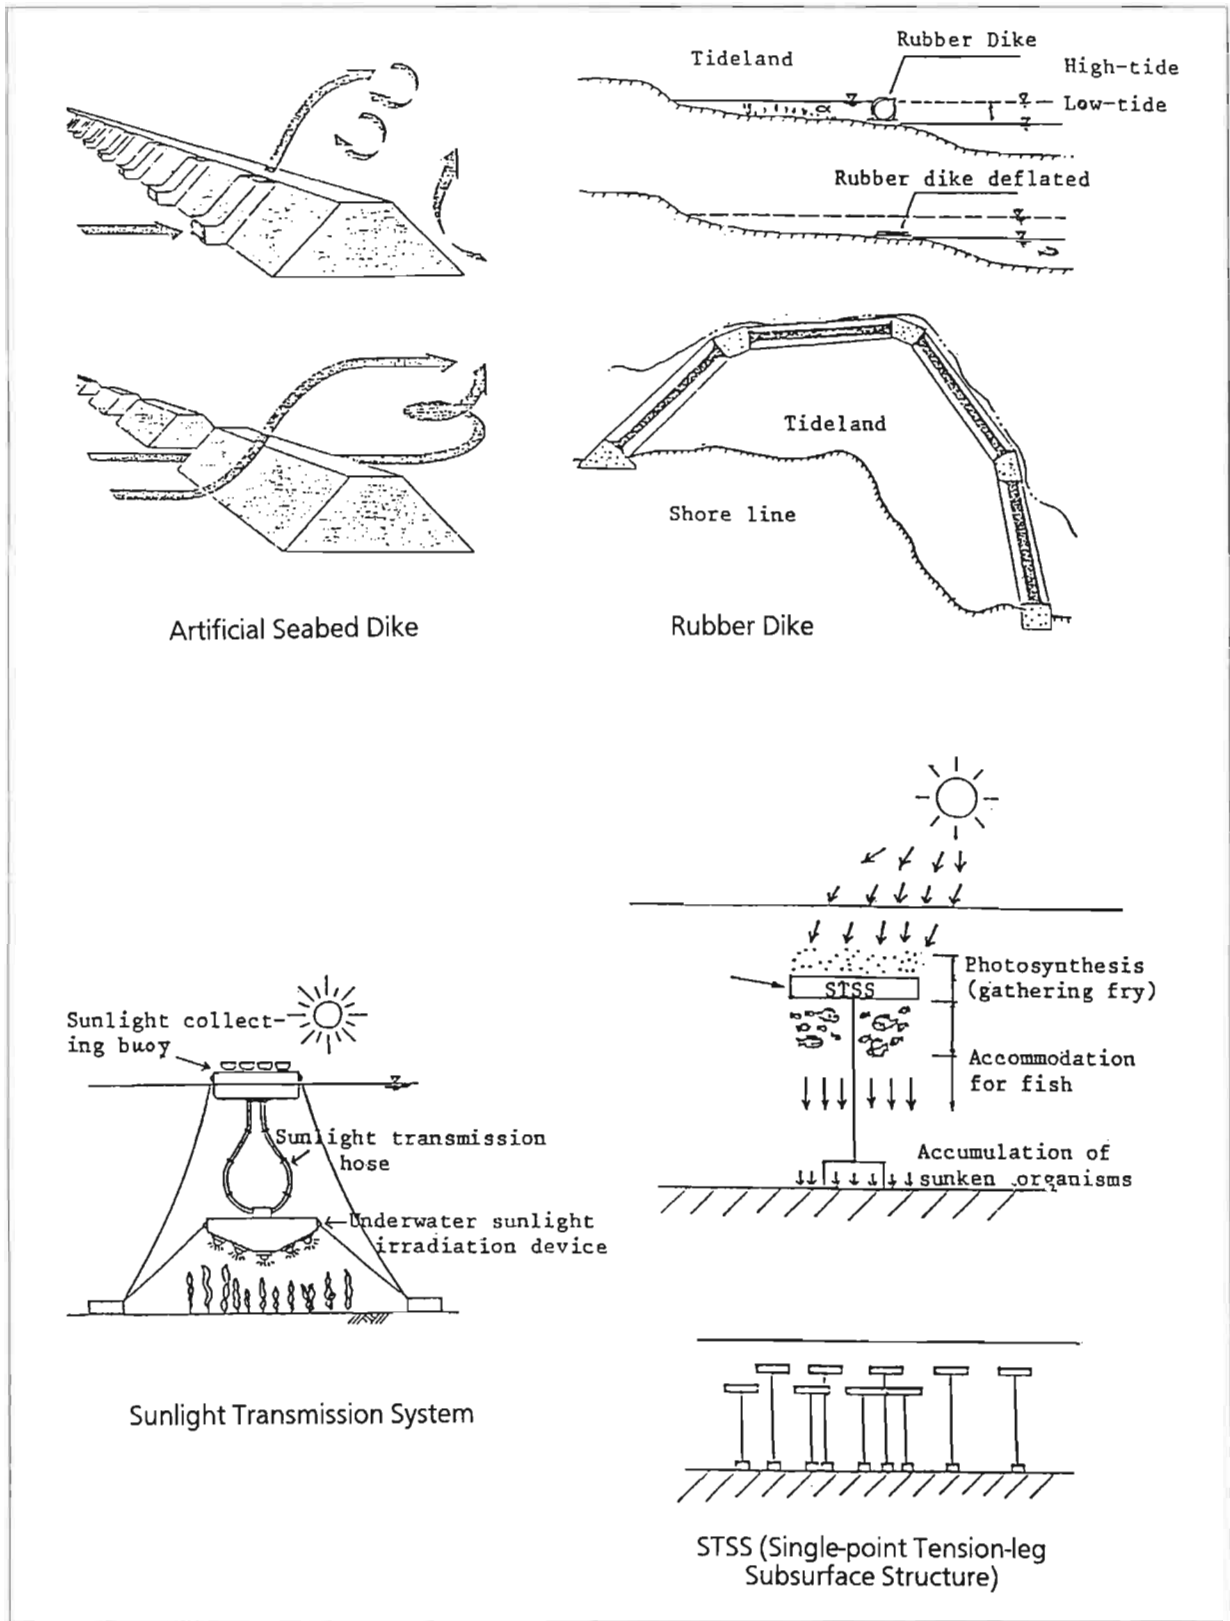 Rubber Dike
Tideland
High-tide
Low-tide
Rubber dike deflated
Tideland
Shore line
Artificial Seabed Dike
Rubber Dike
Sunlight collect-
ing buoy
Sunlight transmission
hose
Underwater sunlight
irradiation device
Sunlight Transmission System
STSS
Photosynthesis
(gathering fry)
Accommodation
for fish
Accumulation of
sunken organisms
STSS (Single-point Tension-leg
Subsurface Structure)